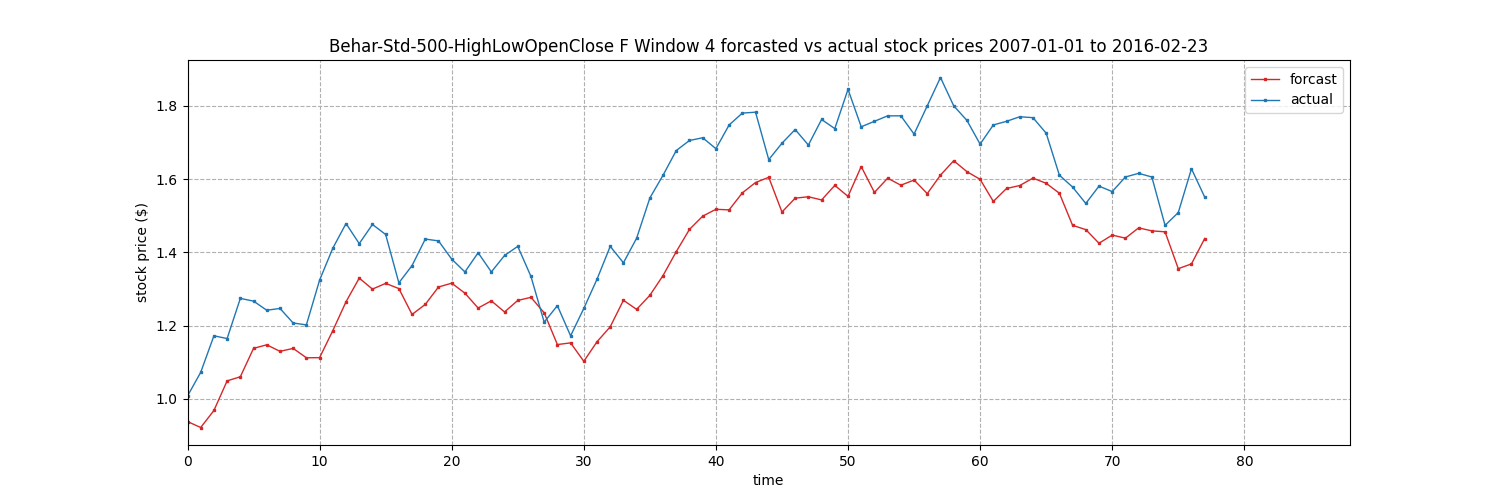 Behar-Std-500-HighLowOpenClose F Window 4 forcasted vs actual stock prices 2007-01-01 to 2016-02-23
forcast
actual
stock price ($)
1.8
1.6
1.4
1.2
1.0
0 10 20 30 40 50 60 70 80
time